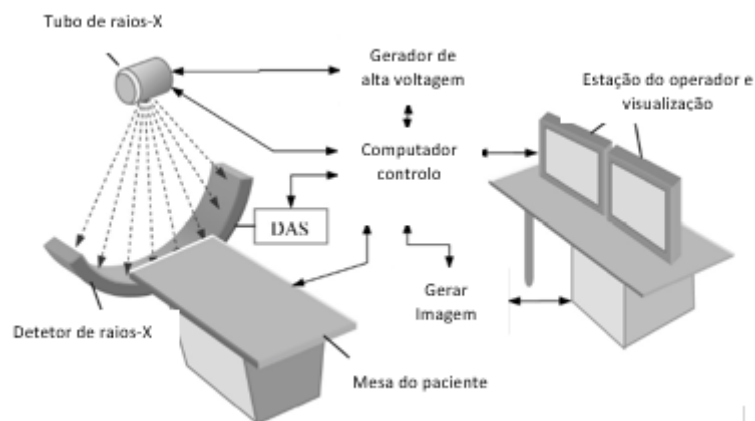 Tubo de raios-X
Gerador de
alta voltagem
Estação do operador e
visualização
Computador
controlo
DAS
Gerar
Imagem
Detetor de raios-X
Mesa do paciente